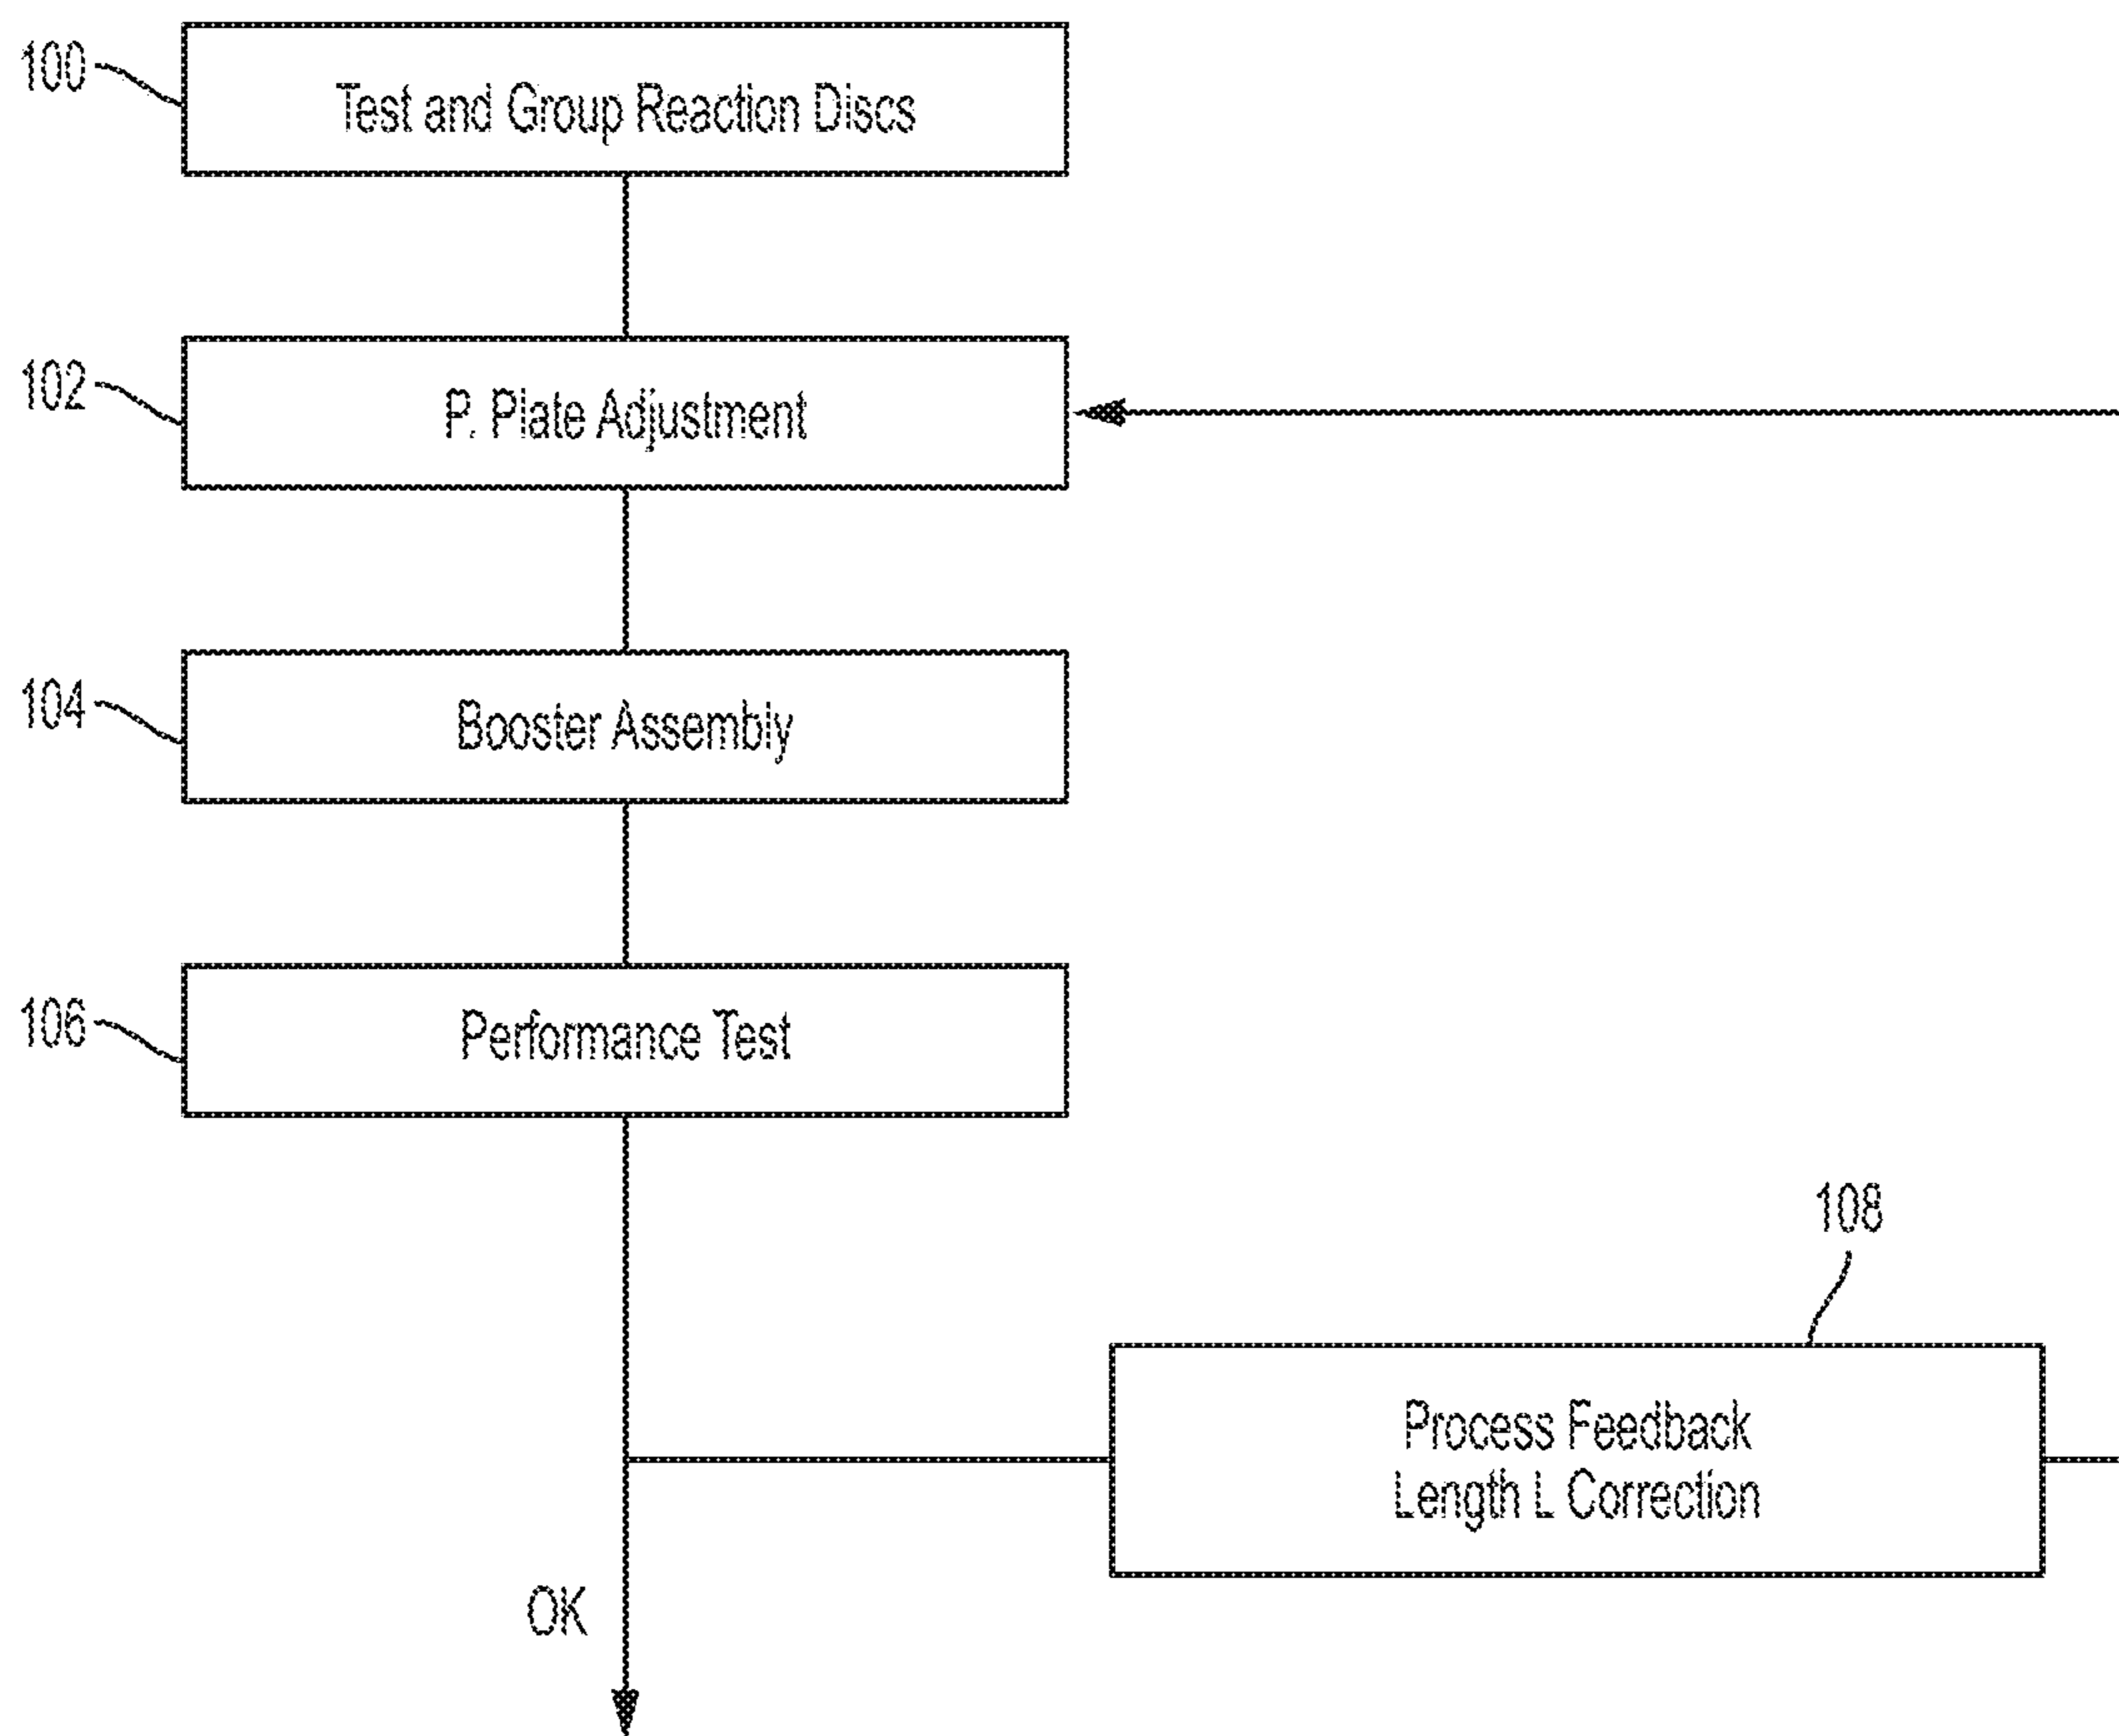 100
Test and Group Reaction Discs
102
P. Plate Adjustment
104
Booster Assembly
106
Performance Test
108
Process Feedback
Length L Correction
OK